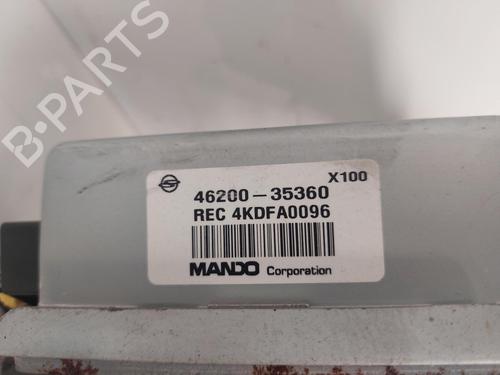 B-PARTS
X100
46200-35360
REC 4KDFA0096
MANDO Corporation